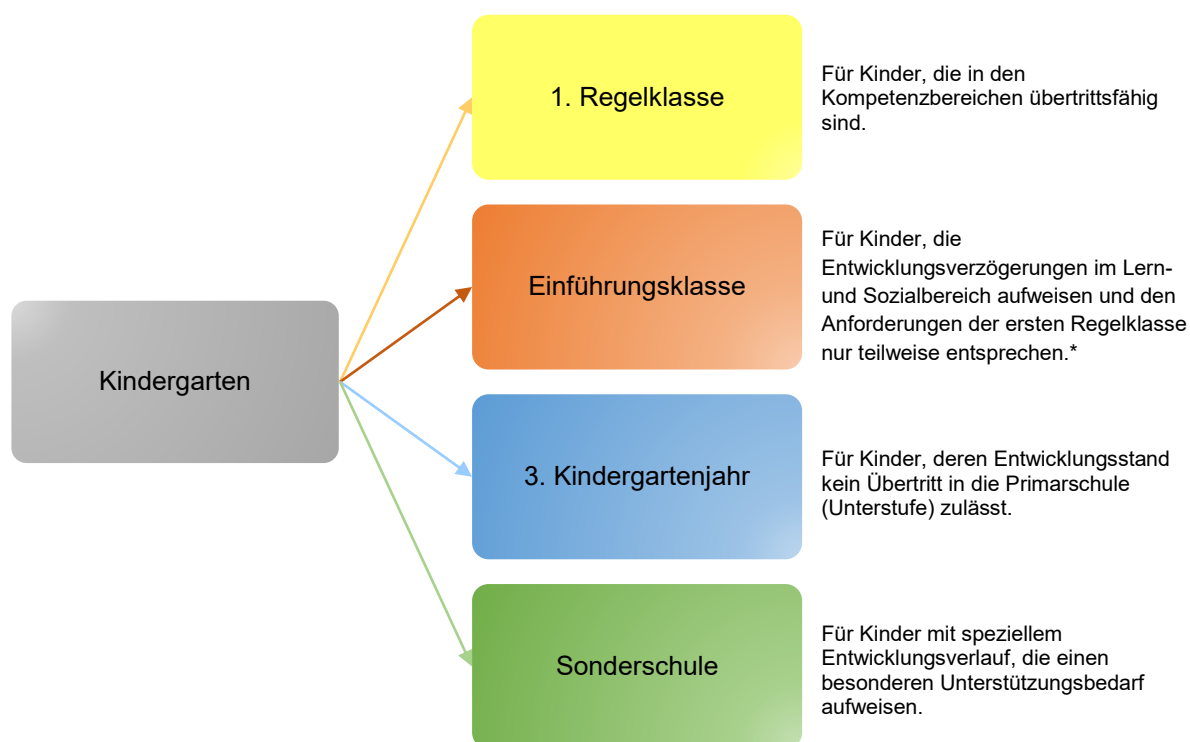 1. Regelklasse
Für Kinder, die in den
Kompetenzbereichen übertrittsfähig
sind.
Einführungsklasse
Für Kinder, die
Entwicklungsverzögerungen im Lern-
und Sozialbereich aufweisen und den
Anforderungen der ersten Regelklasse
nur teilweise entsprechen.*
Kindergarten
3. Kindergartenjahr
Für Kinder, deren Entwicklungsstand
kein Übertritt in die Primarschule
(Unterstufe) zulässt.
Sonderschule
Für Kinder mit speziellem
Entwicklungsverlauf, die einen
besonderen Unterstützungsbedarf
aufweisen.